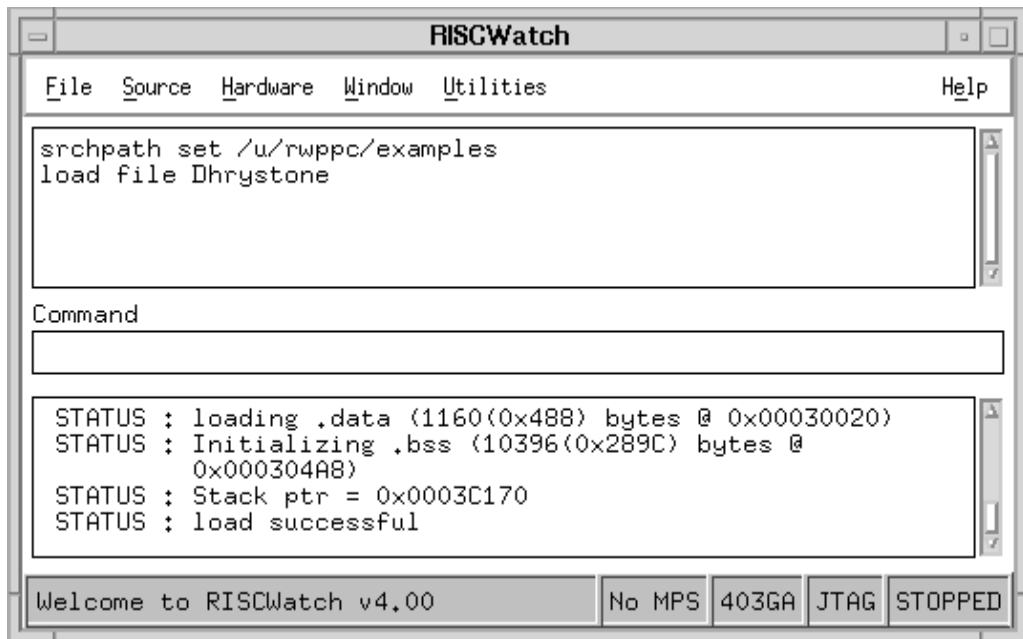 RISCWatch
File Source Hardware Window Utilities Help
srchpath set /u/rwppc/examples
load file Dhrystone
Command
STATUS : loading .data (1160(0x488) bytes @ 0x00030020)
STATUS : Initializing .bss (10396(0x289C) bytes @
0x000304A8)
STATUS : Stack ptr = 0x0003C170
STATUS : load successful
Welcome to RISCWatch v4.00 No MPS 403GA JTAG STOPPED